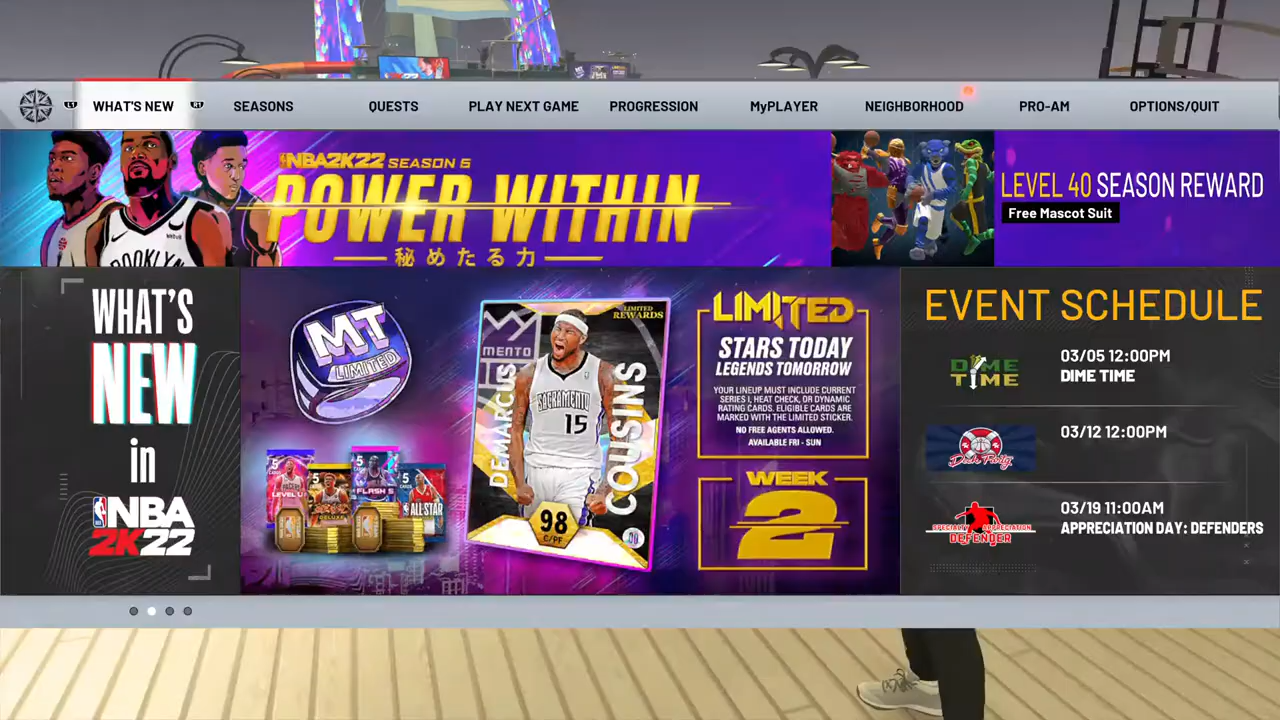 L1
WHAT'S NEW
R1
SEASONS
QUESTS
PLAY NEXT GAME
PROGRESSION
MyPLAYER
NEIGHBORHOOD
PRO-AM
OPTIONS/QUIT
NBA2K22 SEASON 5
POWER WITHIN
秘めたる力
BROOKLYN
LEVEL 40 SEASON REWARD
Free Mascot Suit
WHAT'S
NEW
in
NBA
2K22
MT
LIMITED
LIMITED
REWARDS
DEMARCUS
COUSINS
SACRAMENTO
15
98
C/PF
LIMITED
STARS TODAY
LEGENDS TOMORROW
YOUR LINEUP MUST INCLUDE CURRENT
SERIES I, HEAT CHECK, OR DYNAMIC
RATING CARDS. ELIGIBLE CARDS ARE
MARKED WITH THE LIMITED STICKER.
NO FREE AGENTS ALLOWED.
AVAILABLE FRI - SUN
WEEK
2
EVENT SCHEDULE
DIME
TIME
03/05 12:00PM
DIME TIME
03/12 12:00PM
03/19 11:00AM
APPRECIATION DAY: DEFENDERS
DEFENDER